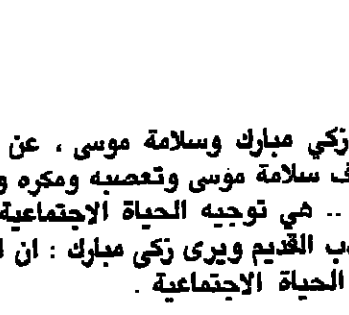 زكي مبارك وسلامة موسى ، عن
سلامة موسى وتعصبه ومكره و
.. هي توجيه الحياة الاجتماعية
القديم ويرى زكى مبارك : ان
الحياة الاجتماعية .